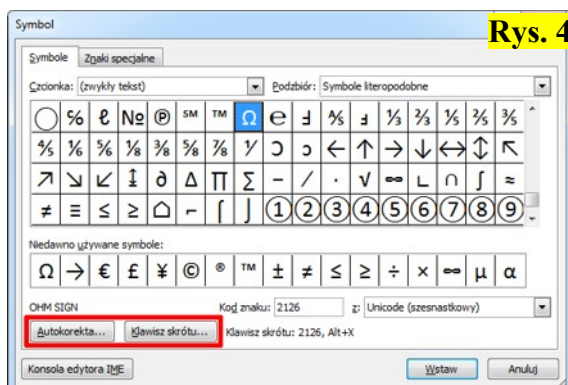 Symbol
Rys. 4
Symbole Znaki specjalne
Czcionka: (zwykły tekst) Podzbiór: Symbole literopodobne
◯ ℅ ℓ № ℗ ℠ ™ Ω ℮ Ⅎ ⅍ ⅎ ⅓ ⅔ ⅕ ⅖ ⅗
⅘ ⅙ ⅚ ⅛ ⅜ ⅝ ⅞ ⅟ Ↄ ↄ ← ↑ → ↓ ↔ ↕ ↖
↗ ↘ ↙ ↨ ∂ ∆ ∏ ∑ − ∕ ∙ √ ∞ ∟ ∩ ∫ ≈
≠ ≡ ≤ ≥ ⌂ ⌐ ⌠ ⌡ ① ② ③ ④ ⑤ ⑥ ⑦ ⑧ ⑨
Niedawno używane symbole:
Ω → € £ ¥ © ® ™ ± ≠ ≤ ≥ ÷ × ∞ µ α
OHM SIGN Kod znaku: 2126 z: Unicode (szesnastkowy)
Autokorekta... Klawisz skrótu... Klawisz skrótu: 2126, Alt+X
Konsola edytora IME Wstaw Anuluj